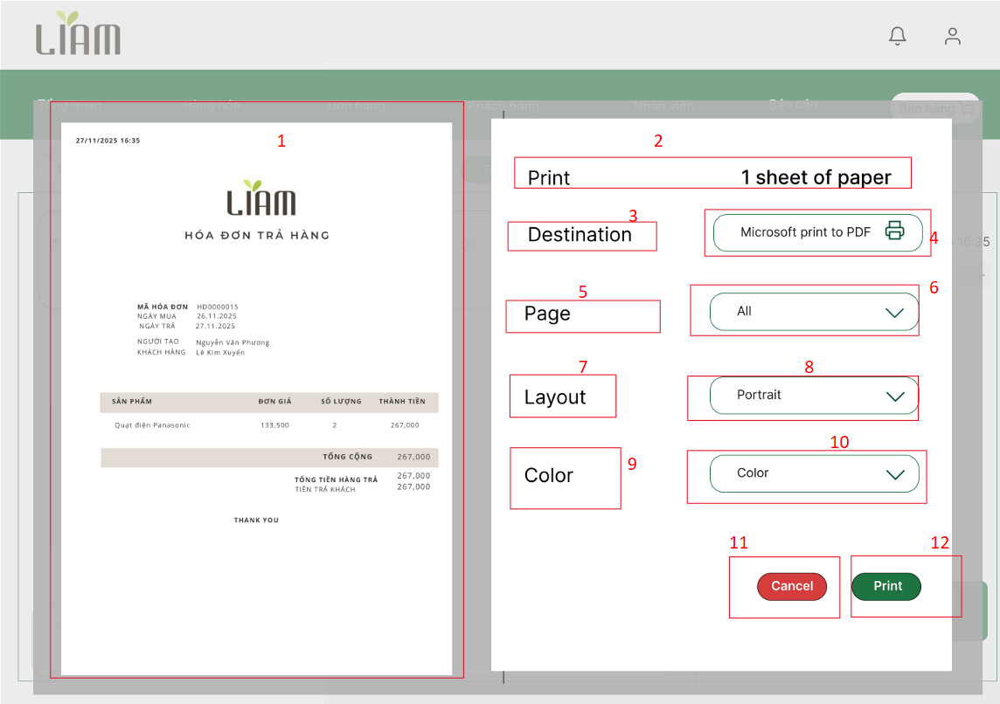 LIAM
Tổng quan Hàng hóa Đơn hàng Khách hàng Nhân viên Báo cáo Bán hàng
1
27/11/2025 16:35
LIAM
HÓA ĐƠN TRẢ HÀNG
MÃ HÓA ĐƠN HD0000015
NGÀY MUA 26.11.2025
NGÀY TRẢ 27.11.2025
NGƯỜI TẠO Nguyễn Văn Phương
KHÁCH HÀNG Lê Kim Xuyến
SẢN PHẨM ĐƠN GIÁ SỐ LƯỢNG THÀNH TIỀN
Quạt điện Panasonic 133,500 2 267,000
TỔNG CỘNG 267,000
TỔNG TIỀN HÀNG TRẢ 267,000
TIỀN TRẢ KHÁCH 267,000
THANK YOU
2
Print 1 sheet of paper
3
Destination Microsoft print to PDF 4
16:35
5 6
Page All
7 8
Layout Portrait
9 10
Color Color
11 12
Cancel Print